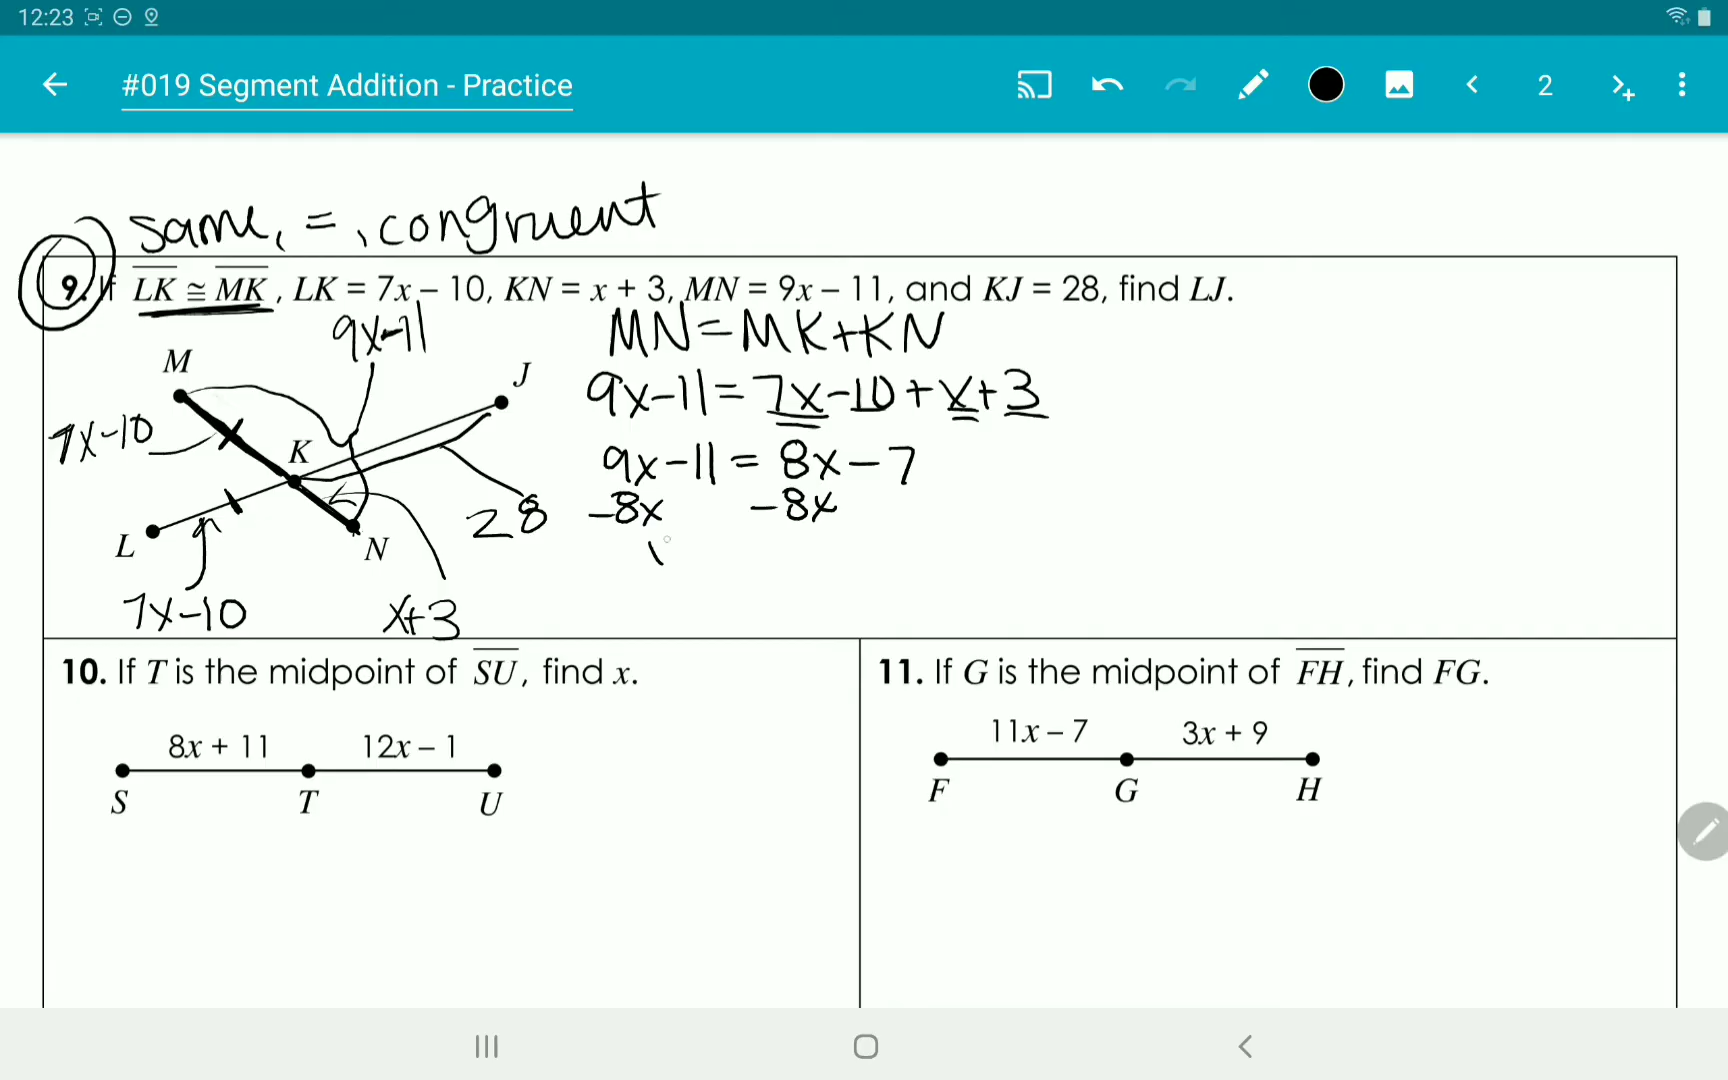 12:23
#019 Segment Addition - Practice
2
same, =, congruent
9. If LK ≅ MK, LK = 7x – 10, KN = x + 3, MN = 9x – 11, and KJ = 28, find LJ.
9x-11
MN=MK+KN
M
J
9x-11=7x-10+x+3
7x-10
K
9x-11=8x-7
-8x -8x
28
L
N
7x-10
x+3
10. If T is the midpoint of SU, find x.
8x + 11 12x – 1
S T U
11. If G is the midpoint of FH, find FG.
11x – 7 3x + 9
F G H